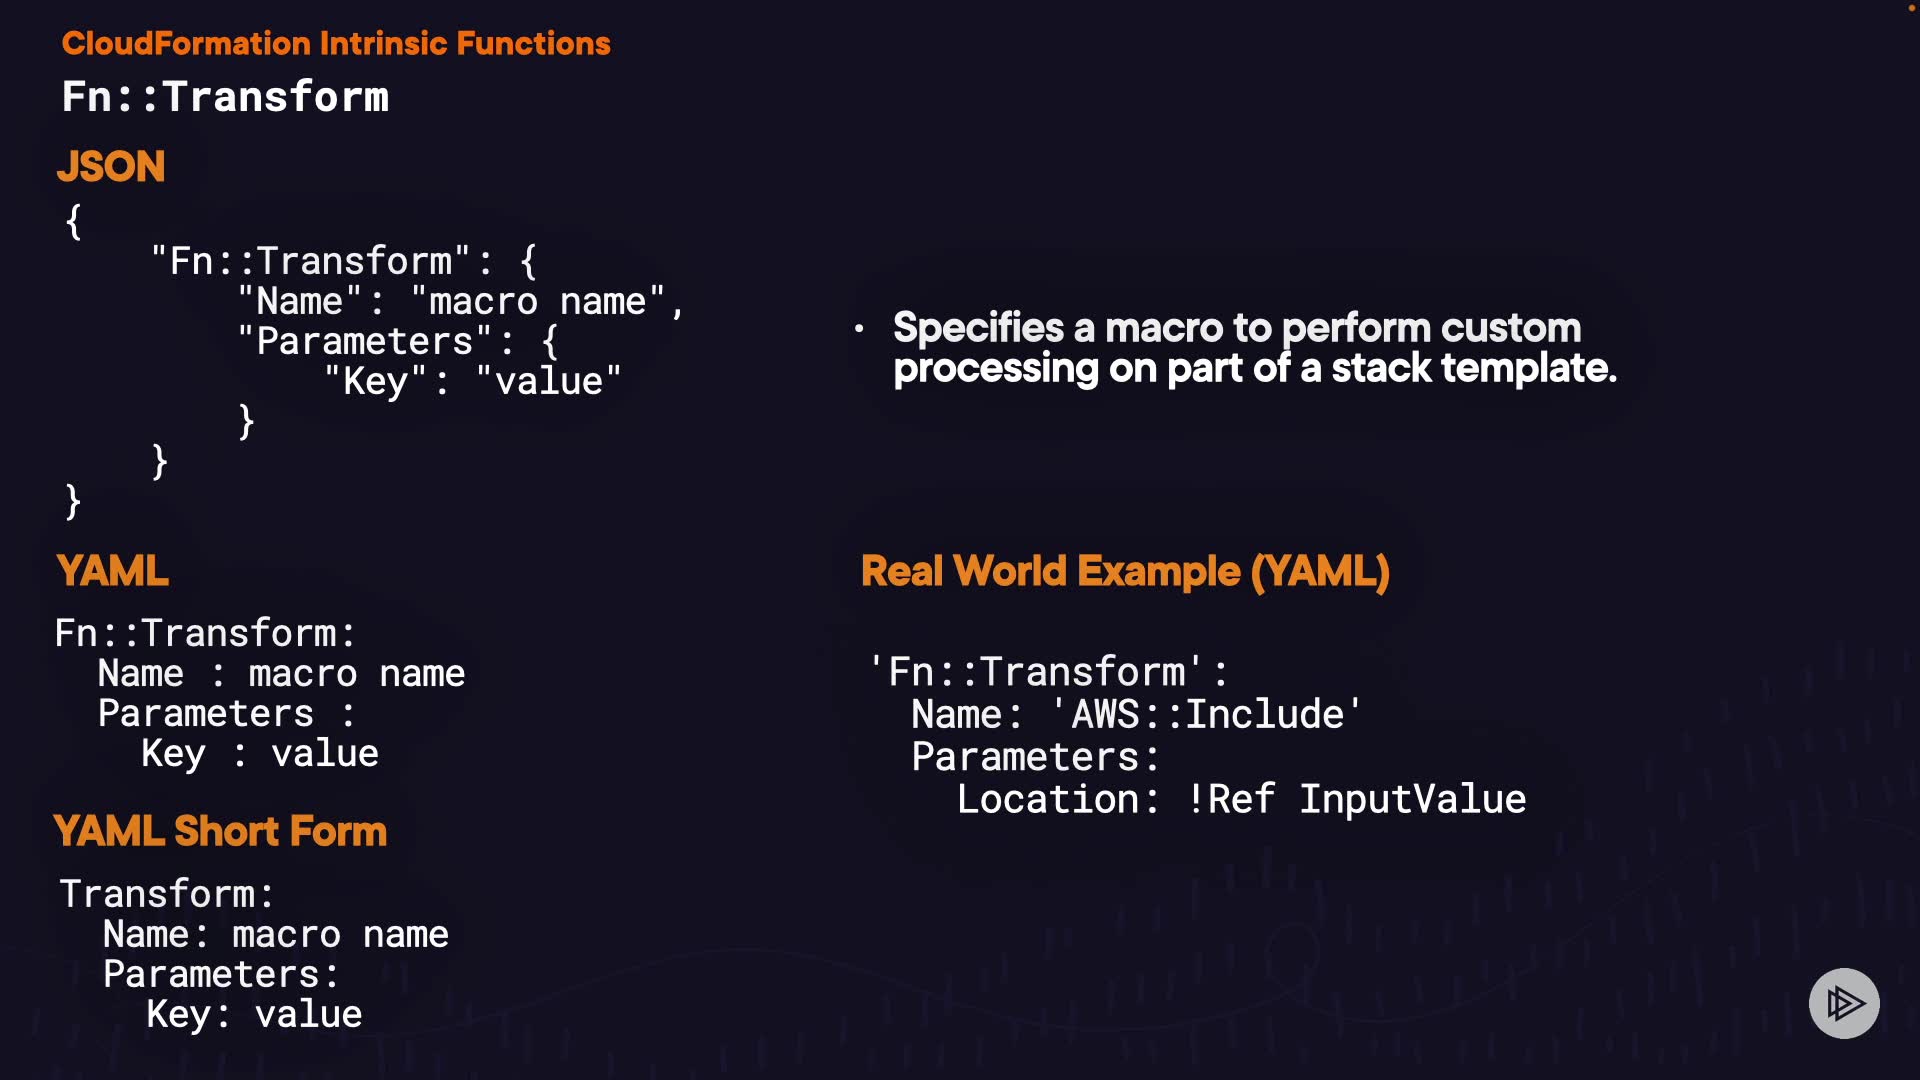 CloudFormation Intrinsic Functions
Fn::Transform
JSON
{
     "Fn::Transform": {
          "Name": "macro name",
          "Parameters": {
               "Key": "value"
          }
     }
}
YAML
Fn::Transform:
  Name : macro name
  Parameters :
    Key : value
YAML Short Form
Transform:
  Name: macro name
  Parameters:
    Key: value
• Specifies a macro to perform custom
processing on part of a stack template.
Real World Example (YAML)
'Fn::Transform':
  Name: 'AWS::Include'
  Parameters:
    Location: !Ref InputValue